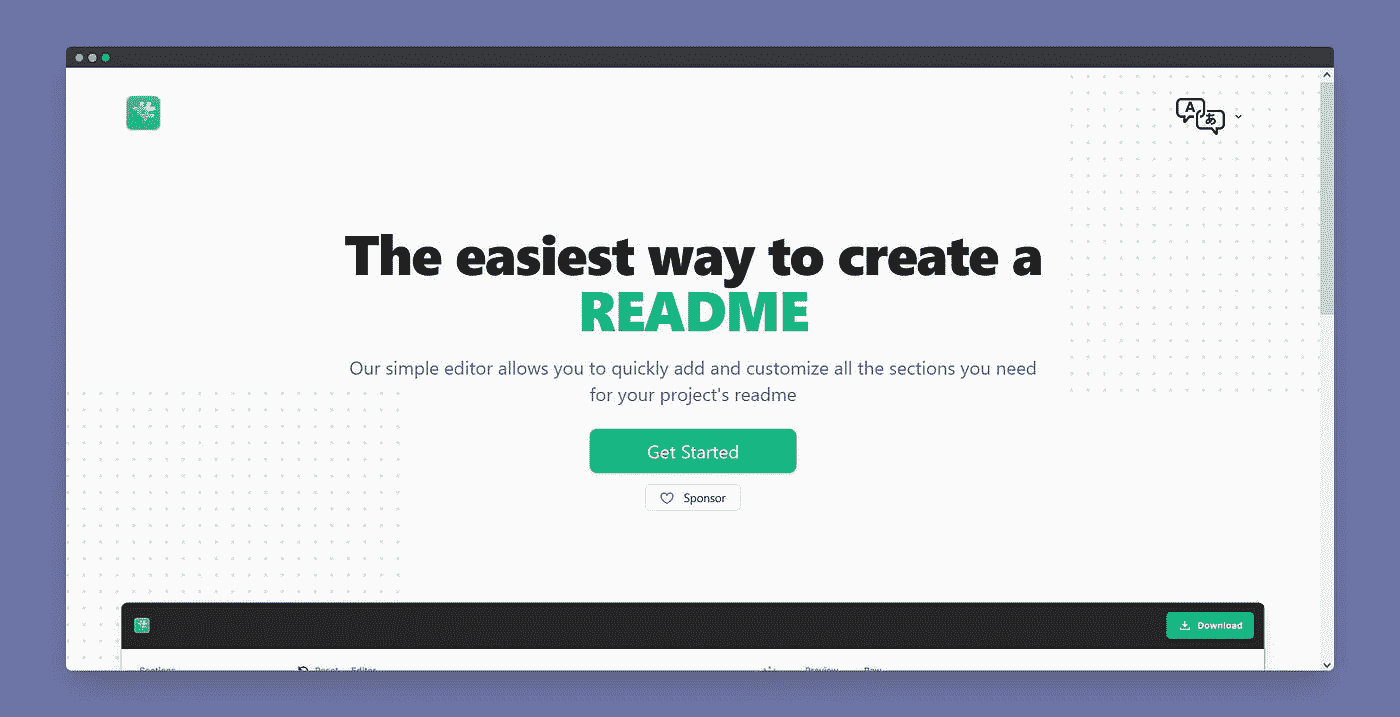 A あ
The easiest way to create a
README
Our simple editor allows you to quickly add and customize all the sections you need
for your project's readme
Get Started
Sponsor
Download
Sections Reset Editor Preview Raw